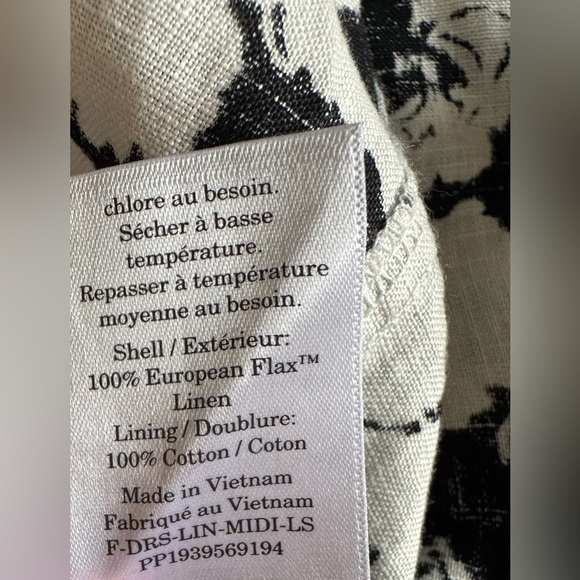 chlore au besoin.
Sécher à basse
température.
Repasser à température
moyenne au besoin.
Shell / Extérieur:
100% European Flax™
Linen
Lining / Doublure:
100% Cotton / Coton
Made in Vietnam
Fabriqué au Vietnam
F-DRS-LIN-MIDI-LS
PP1939569194